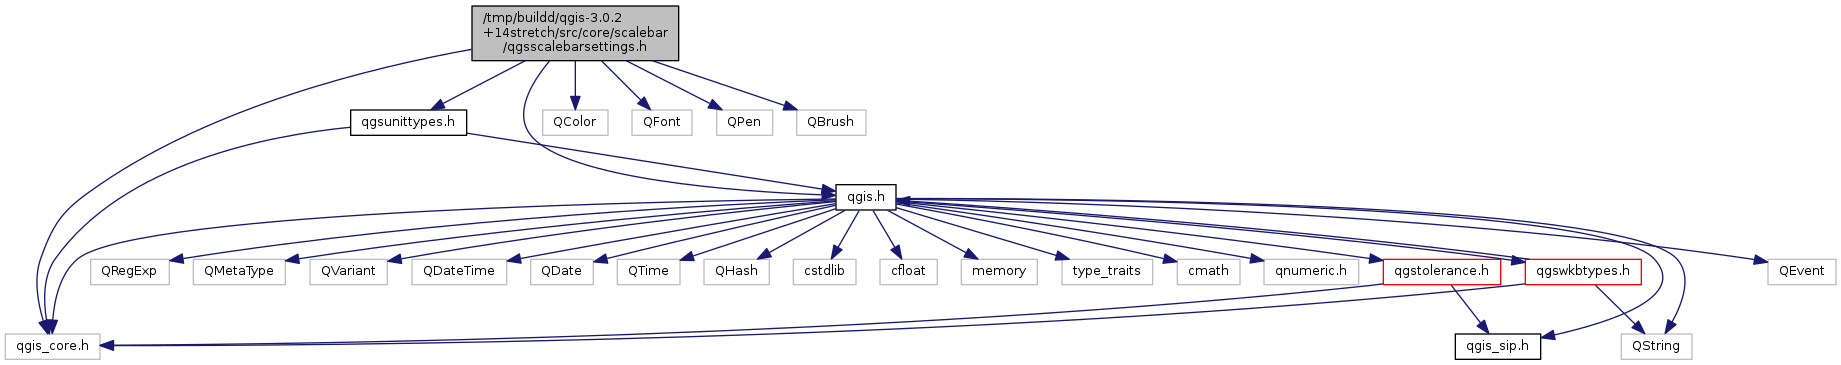 /tmp/buildd/qgis-3.0.2
+14stretch/src/core/scalebar
/qgsscalebarsettings.h
qgsunittypes.h
QColor
QFont
QPen
QBrush
qgis.h
QRegExp
QMetaType
QVariant
QDateTime
QDate
QTime
QHash
cstdlib
cfloat
memory
type_traits
cmath
qnumeric.h
qgstolerance.h
qgswkbtypes.h
QEvent
qgis_core.h
qgis_sip.h
QString